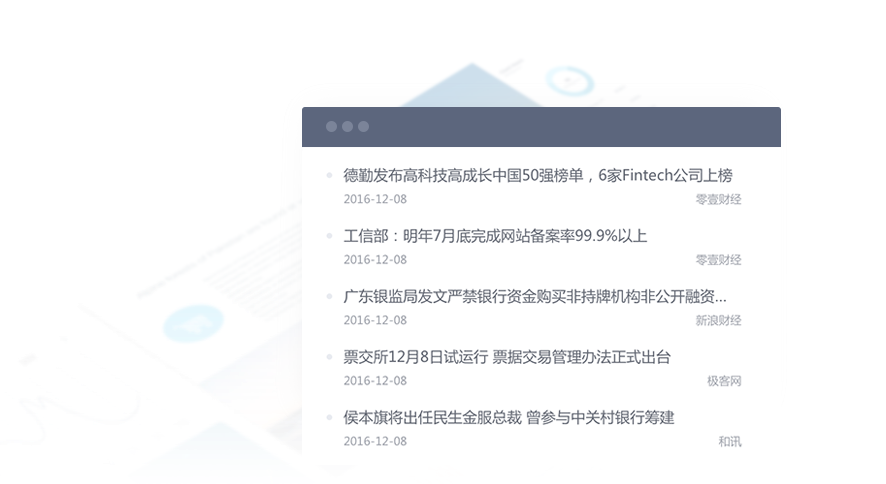 德勤发布高科技高成长中国50强榜单，6家Fintech公司上榜
2016-12-08 零壹财经
工信部：明年7月底完成网站备案率99.9%以上
2016-12-08 零壹财经
广东银监局发文严禁银行资金购买非持牌机构非公开融资...
2016-12-08 新浪财经
票交所12月8日试运行 票据交易管理办法正式出台
2016-12-08 极客网
侯本旗将出任民生金服总裁 曾参与中关村银行筹建
2016-12-08 和讯